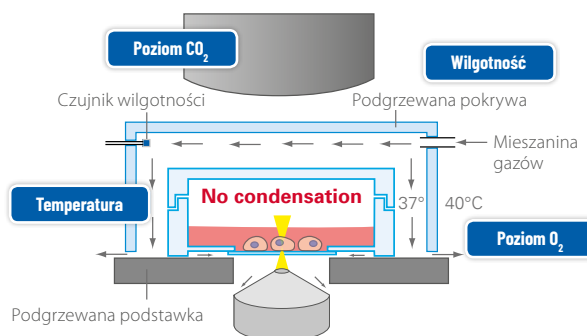 Poziom CO₂
Wilgotność
Czujnik wilgotności
Podgrzewana pokrywa
Mieszanina
gazów
No condensation
Temperatura
37°
40°C
Poziom O₂
Podgrzewana podstawka